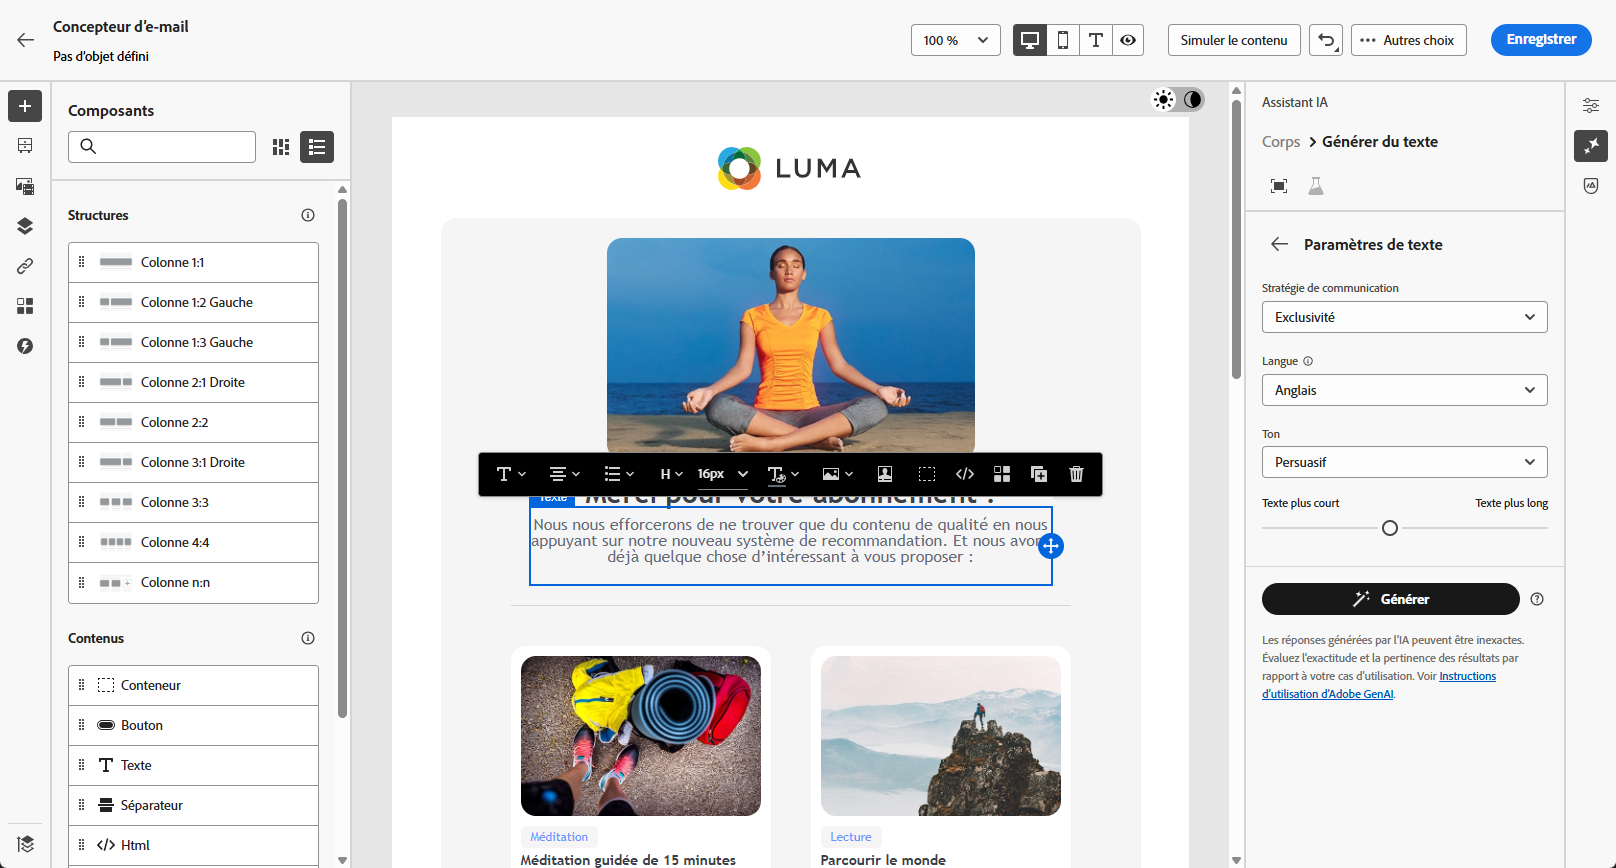 Concepteur d'e-mail
Pas d'objet défini
100 %
Simuler le contenu
Autres choix
Enregistrer
Composants
Structures
Colonne 1:1
Colonne 1:2 Gauche
Colonne 1:3 Gauche
Colonne 2:1 Droite
Colonne 2:2
Colonne 3:1 Droite
Colonne 3:3
Colonne 4:4
Colonne n:n
Contenus
Conteneur
Bouton
Texte
Séparateur
Html
LUMA
H
16px
Texte
Merci pour votre abonnement !
Nous nous efforcerons de ne trouver que du contenu de qualité en nous
appuyant sur notre nouveau système de recommandation. Et nous avons
déjà quelque chose d'intéressant à vous proposer :
Méditation
Méditation guidée de 15 minutes
Lecture
Parcourir le monde
Assistant IA
Corps > Générer du texte
Paramètres de texte
Stratégie de communication
Exclusivité
Langue
Anglais
Ton
Persuasif
Texte plus court
Texte plus long
Générer
Les réponses générées par l'IA peuvent être inexactes.
Évaluez l'exactitude et la pertinence des résultats par
rapport à votre cas d'utilisation. Voir Instructions
d'utilisation d'Adobe GenAI.